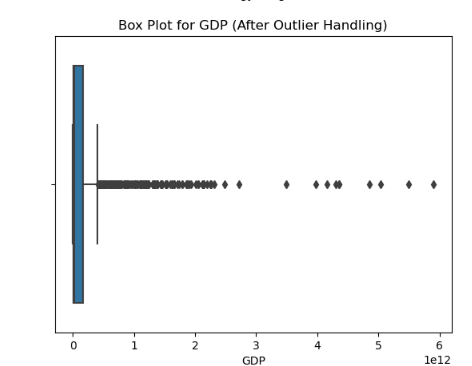 Box Plot for GDP (After Outlier Handling)
0 1 2 3 4 5 6
GDP
1e12